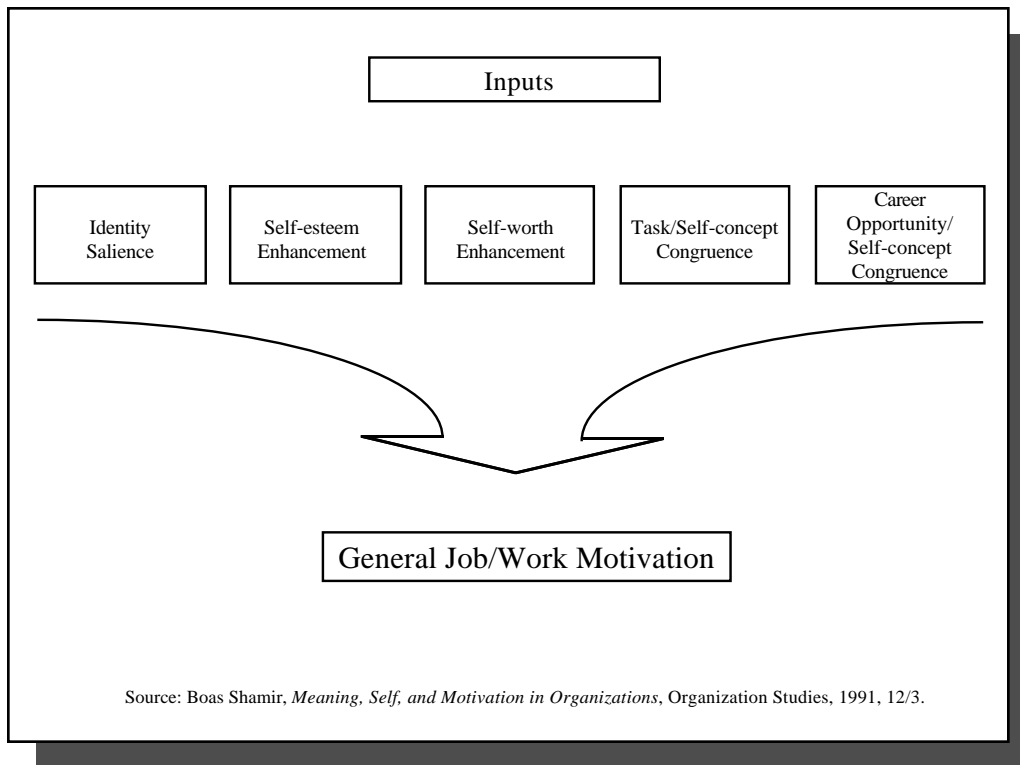 Inputs
Identity
Salience
Self-esteem
Enhancement
Self-worth
Enhancement
Task/Self-concept
Congruence
Career
Opportunity/
Self-concept
Congruence
General Job/Work Motivation
Source: Boas Shamir, Meaning, Self, and Motivation in Organizations, Organization Studies, 1991, 12/3.